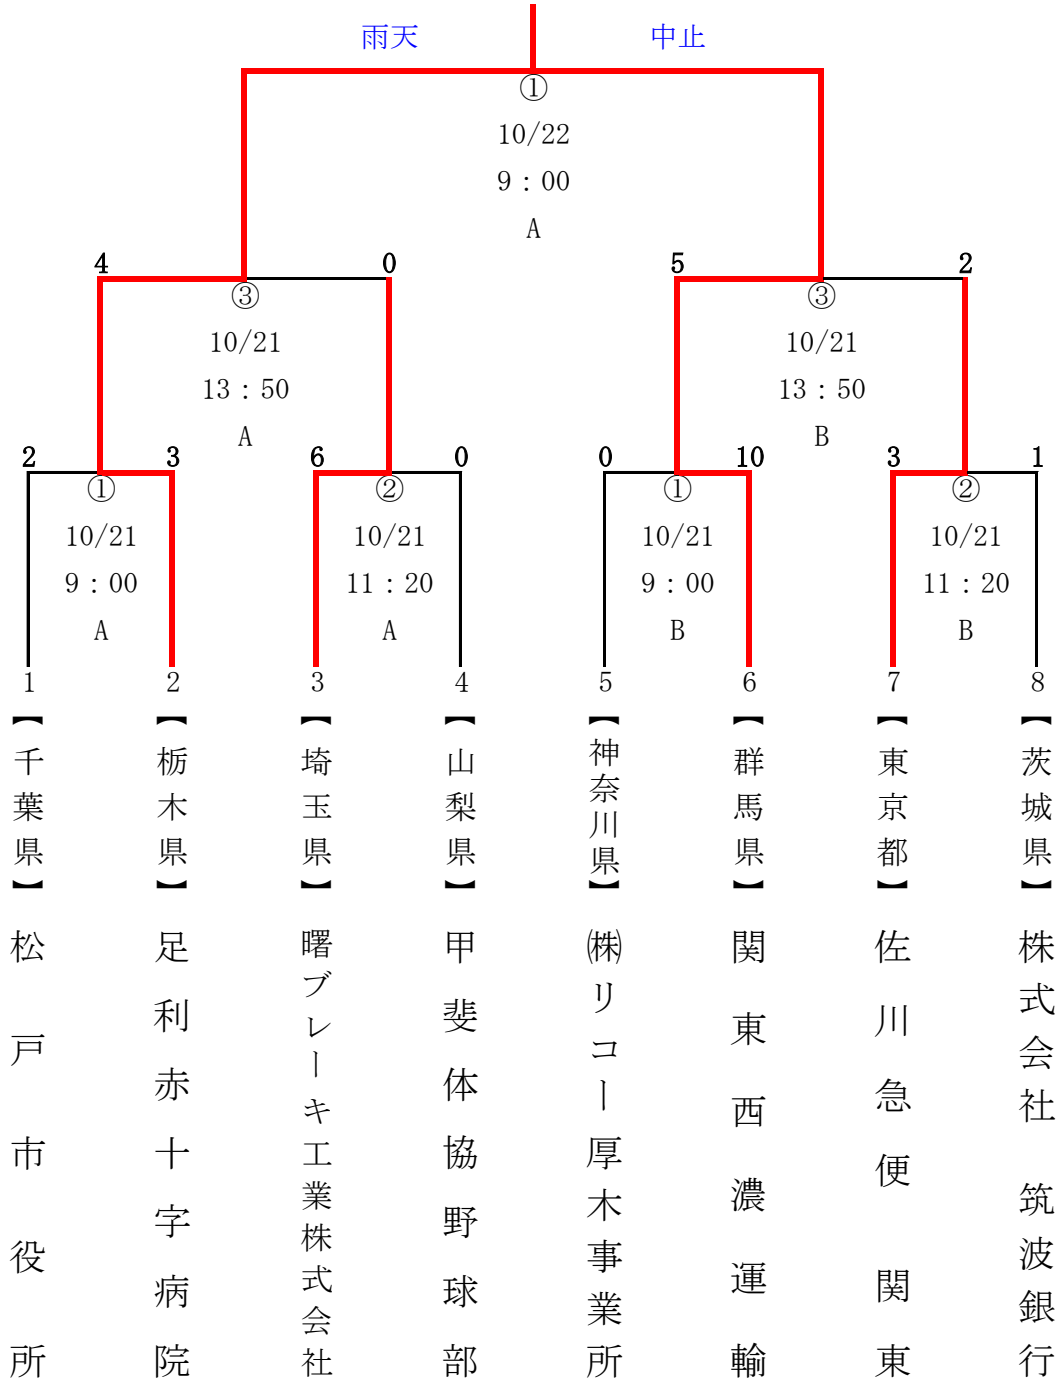 雨天 中止
①
10/22
9：00
A
4 0 5 2
③ ③
10/21 10/21
13：50 13：50
A B
2 3 6 0 0 10 3 1
① ② ① ②
10/21 10/21 10/21 10/21
9：00 11：20 9：00 11：20
A A B B
1 2 3 4 5 6 7 8
【千葉県】
松戸市役所
【栃木県】
足利赤十字病院
【埼玉県】
曙ブレーキ工業株式会社
【山梨県】
甲斐体協野球部
【神奈川県】
㈱リコー厚木事業所
【群馬県】
関東西濃運輸
【東京都】
佐川急便関東
【茨城県】
株式会社 筑波銀行